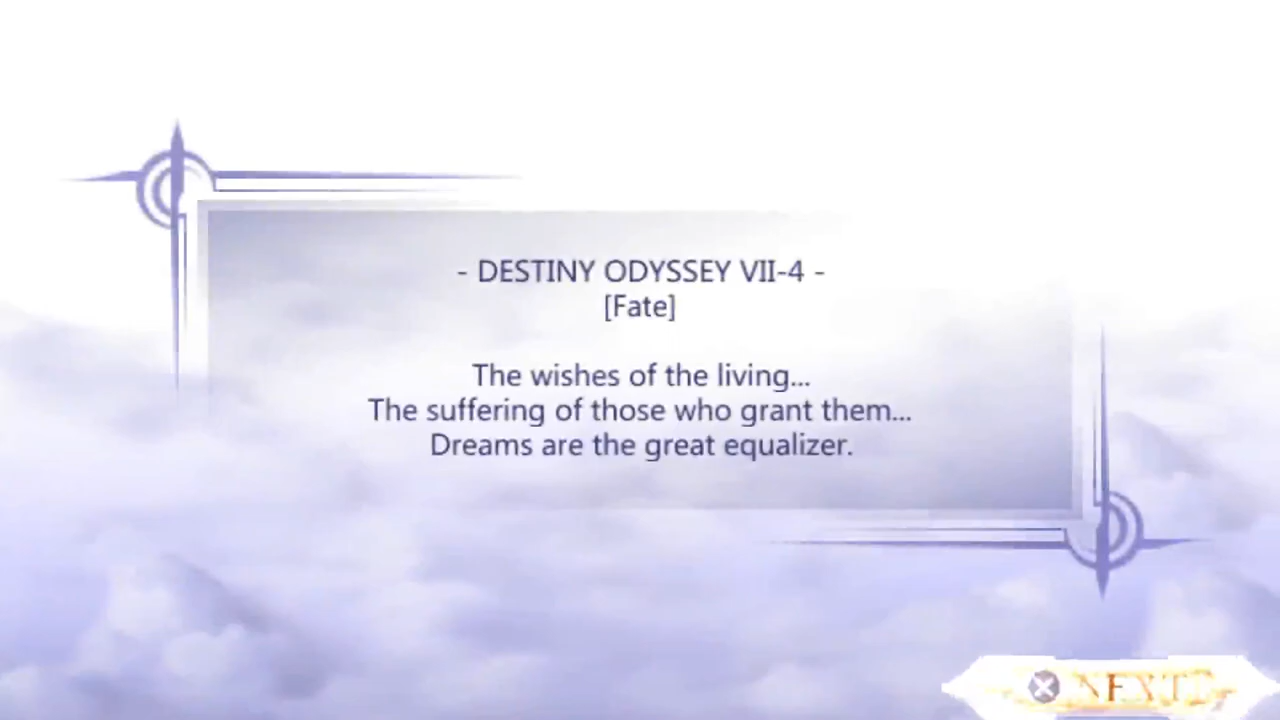 - DESTINY ODYSSEY VII-4 -
[Fate]
The wishes of the living...
The suffering of those who grant them...
Dreams are the great equalizer.
NEXT